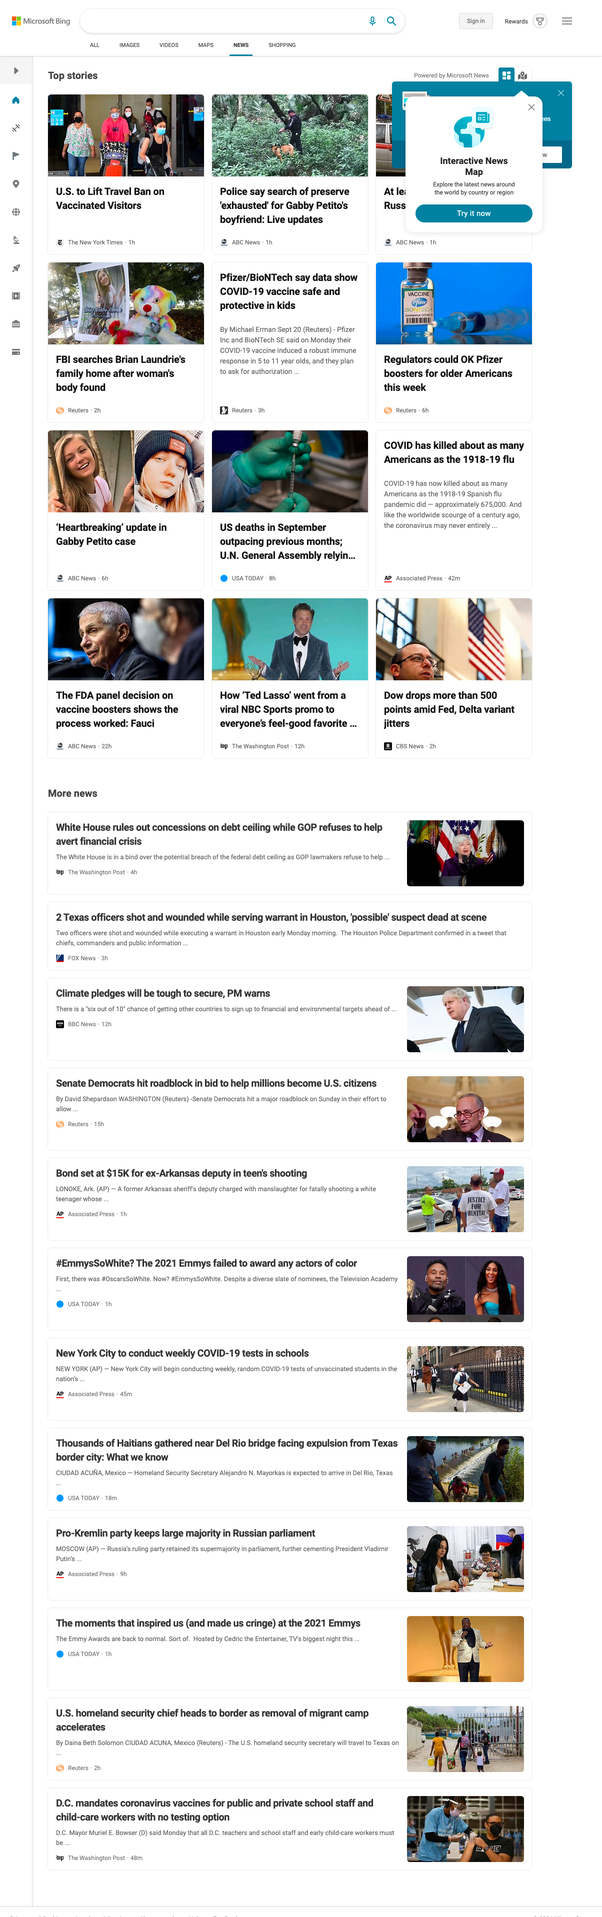 Microsoft Bing
Sign in
Rewards
ALL
IMAGES
VIDEOS
MAPS
NEWS
SHOPPING
Top stories
Powered by Microsoft News
Interactive News
Map
Explore the latest news around
the world by country or region
Try it now
U.S. to Lift Travel Ban on
Vaccinated Visitors
The New York Times · 1h
Police say search of preserve
'exhausted' for Gabby Petito's
boyfriend: Live updates
ABC News · 1h
At lea
Russ
ABC News · 1h
FBI searches Brian Laundrie's
family home after woman's
body found
Reuters · 2h
Pfizer/BioNTech say data show
COVID-19 vaccine safe and
protective in kids
By Michael Erman Sept 20 (Reuters) - Pfizer
Inc and BioNTech SE said on Monday their
COVID-19 vaccine induced a robust immune
response in 5 to 11 year olds, and they plan
to ask for authorization ...
Reuters · 3h
VACCINE
Regulators could OK Pfizer
boosters for older Americans
this week
Reuters · 6h
'Heartbreaking' update in
Gabby Petito case
ABC News · 6h
US deaths in September
outpacing previous months;
U.N. General Assembly relyin...
USA TODAY · 8h
COVID has killed about as many
Americans as the 1918-19 flu
COVID-19 has now killed about as many
Americans as the 1918-19 Spanish flu
pandemic did — approximately 675,000. And
like the worldwide scourge of a century ago,
the coronavirus may never entirely ...
AP Associated Press · 42m
The FDA panel decision on
vaccine boosters shows the
process worked: Fauci
ABC News · 22h
How 'Ted Lasso' went from a
viral NBC Sports promo to
everyone's feel-good favorite ...
wp The Washington Post · 12h
Dow drops more than 500
points amid Fed, Delta variant
jitters
CBS News · 2h
More news
White House rules out concessions on debt ceiling while GOP refuses to help
avert financial crisis
The White House is in a bind over the potential breach of the federal debt ceiling as GOP lawmakers refuse to help ...
wp The Washington Post · 4h
2 Texas officers shot and wounded while serving warrant in Houston, 'possible' suspect dead at scene
Two officers were shot and wounded while executing a warrant in Houston early Monday morning. The Houston Police Department confirmed in a tweet that
chiefs, commanders and public information ...
FOX News · 3h
Climate pledges will be tough to secure, PM warns
There is a "six out of 10" chance of getting other countries to sign up to financial and environmental targets ahead of ...
BBC News · 12h
Senate Democrats hit roadblock in bid to help millions become U.S. citizens
By David Shepardson WASHINGTON (Reuters) -Senate Democrats hit a major roadblock on Sunday in their effort to
allow ...
Reuters · 15h
Bond set at $15K for ex-Arkansas deputy in teen's shooting
LONOKE, Ark. (AP) — A former Arkansas sheriff's deputy charged with manslaughter for fatally shooting a white
teenager whose ...
AP Associated Press · 1h
JUSTICE
FOR
HUNTER
#EmmysSoWhite? The 2021 Emmys failed to award any actors of color
First, there was #OscarsSoWhite. Now? #EmmysSoWhite. Despite a diverse slate of nominees, the Television Academy
...
USA TODAY · 1h
New York City to conduct weekly COVID-19 tests in schools
NEW YORK (AP) — New York City will begin conducting weekly, random COVID-19 tests of unvaccinated students in the
nation's ...
AP Associated Press · 45m
Thousands of Haitians gathered near Del Rio bridge facing expulsion from Texas
border city: What we know
CIUDAD ACUÑA, Mexico — Homeland Security Secretary Alejandro N. Mayorkas is expected to arrive in Del Rio, Texas
...
USA TODAY · 18m
Pro-Kremlin party keeps large majority in Russian parliament
MOSCOW (AP) — Russia's ruling party retained its supermajority in parliament, further cementing President Vladimir
Putin's ...
AP Associated Press · 9h
The moments that inspired us (and made us cringe) at the 2021 Emmys
The Emmy Awards are back to normal. Sort of. Hosted by Cedric the Entertainer, TV's biggest night this ...
USA TODAY · 1h
U.S. homeland security chief heads to border as removal of migrant camp
accelerates
By Daina Beth Solomon CIUDAD ACUNA, Mexico (Reuters) - The U.S. homeland security secretary will travel to Texas on
...
Reuters · 2h
D.C. mandates coronavirus vaccines for public and private school staff and
child-care workers with no testing option
D.C. Mayor Muriel E. Bowser (D) said Monday that all D.C. teachers and school staff and early child-care workers must
be ...
wp The Washington Post · 48m